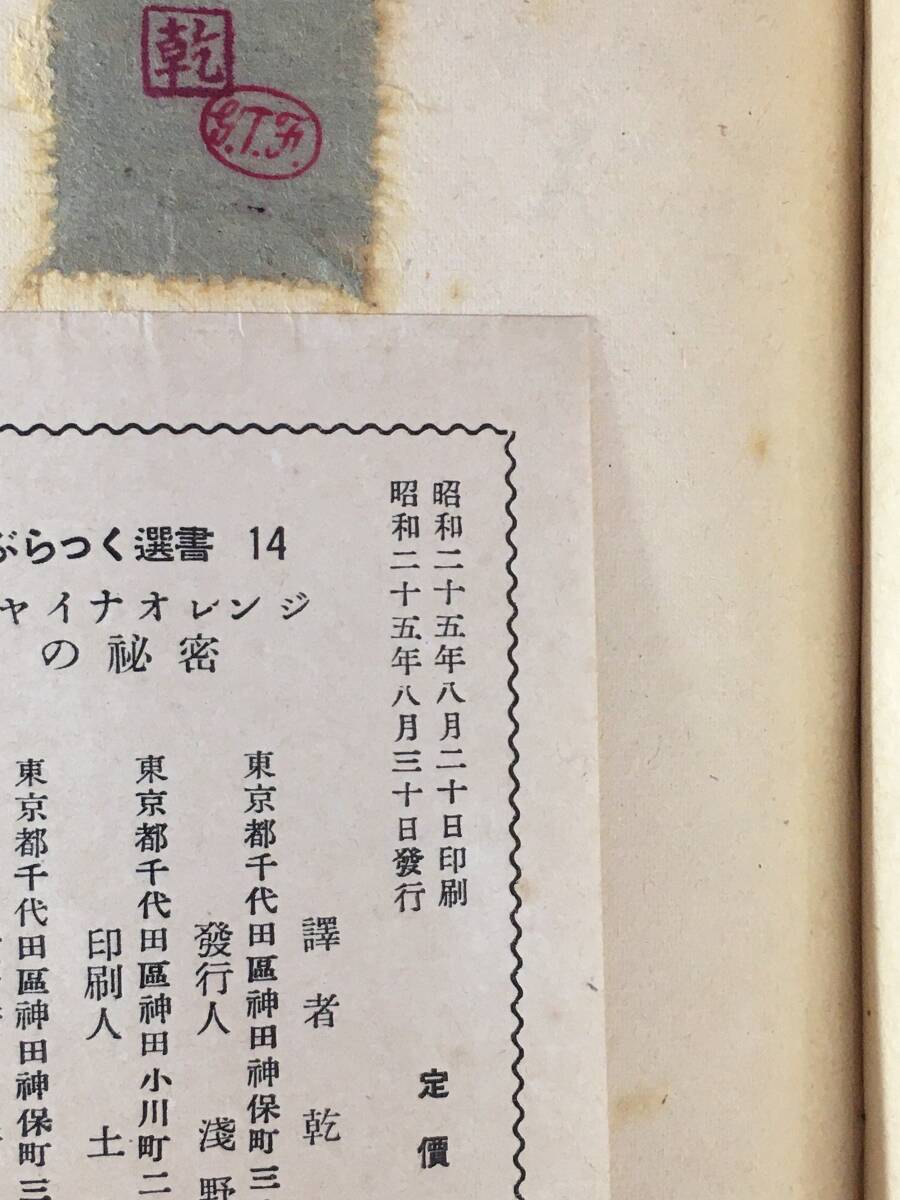 乾
S.T.F.
ぶらつく選書 14
ャイナオレンジ
の秘密
昭和二十五年八月二十日印刷
昭和二十五年八月三十日發行
定價
譯者 乾
東京都千代田區神田神保町三
發行人 淺野
東京都千代田區神田小川町二
印刷人 土
東京都千代田區神田神保町三